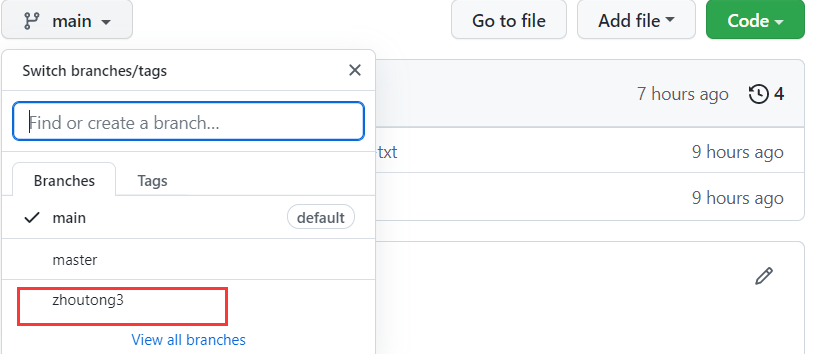 main
Go to file
Add file
Code
Switch branches/tags
7 hours ago
4
Find or create a branch...
txt
9 hours ago
Branches
Tags
9 hours ago
main
default
master
zhoutong3
View all branches